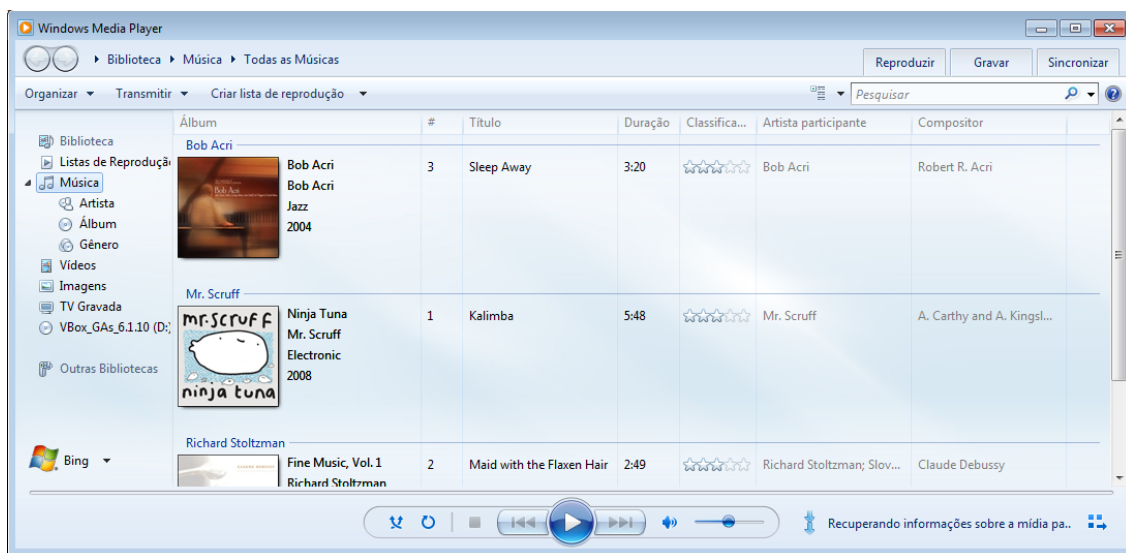 Windows Media Player
Biblioteca Música Todas as Músicas
Reproduzir Gravar Sincronizar
Organizar Transmitir Criar lista de reprodução
Pesquisar
Álbum # Título Duração Classifica... Artista participante Compositor
Biblioteca
Listas de Reproduçã
Música
Artista
Álbum
Gênero
Vídeos
Imagens
TV Gravada
VBox_GAs_6.1.10 (D:)
Outras Bibliotecas
Bing
Bob Acri
Bob Acri
Bob Acri 3 Sleep Away 3:20 Bob Acri Robert R. Acri
Bob Acri
Jazz
2004
Mr. Scruff
mr.scruff
ninja tuna
Ninja Tuna 1 Kalimba 5:48 Mr. Scruff A. Carthy and A. Kingsl...
Mr. Scruff
Electronic
2008
Richard Stoltzman
Fine Music, Vol. 1 2 Maid with the Flaxen Hair 2:49 Richard Stoltzman; Slov... Claude Debussy
Richard Stoltzman
Recuperando informações sobre a mídia pa..